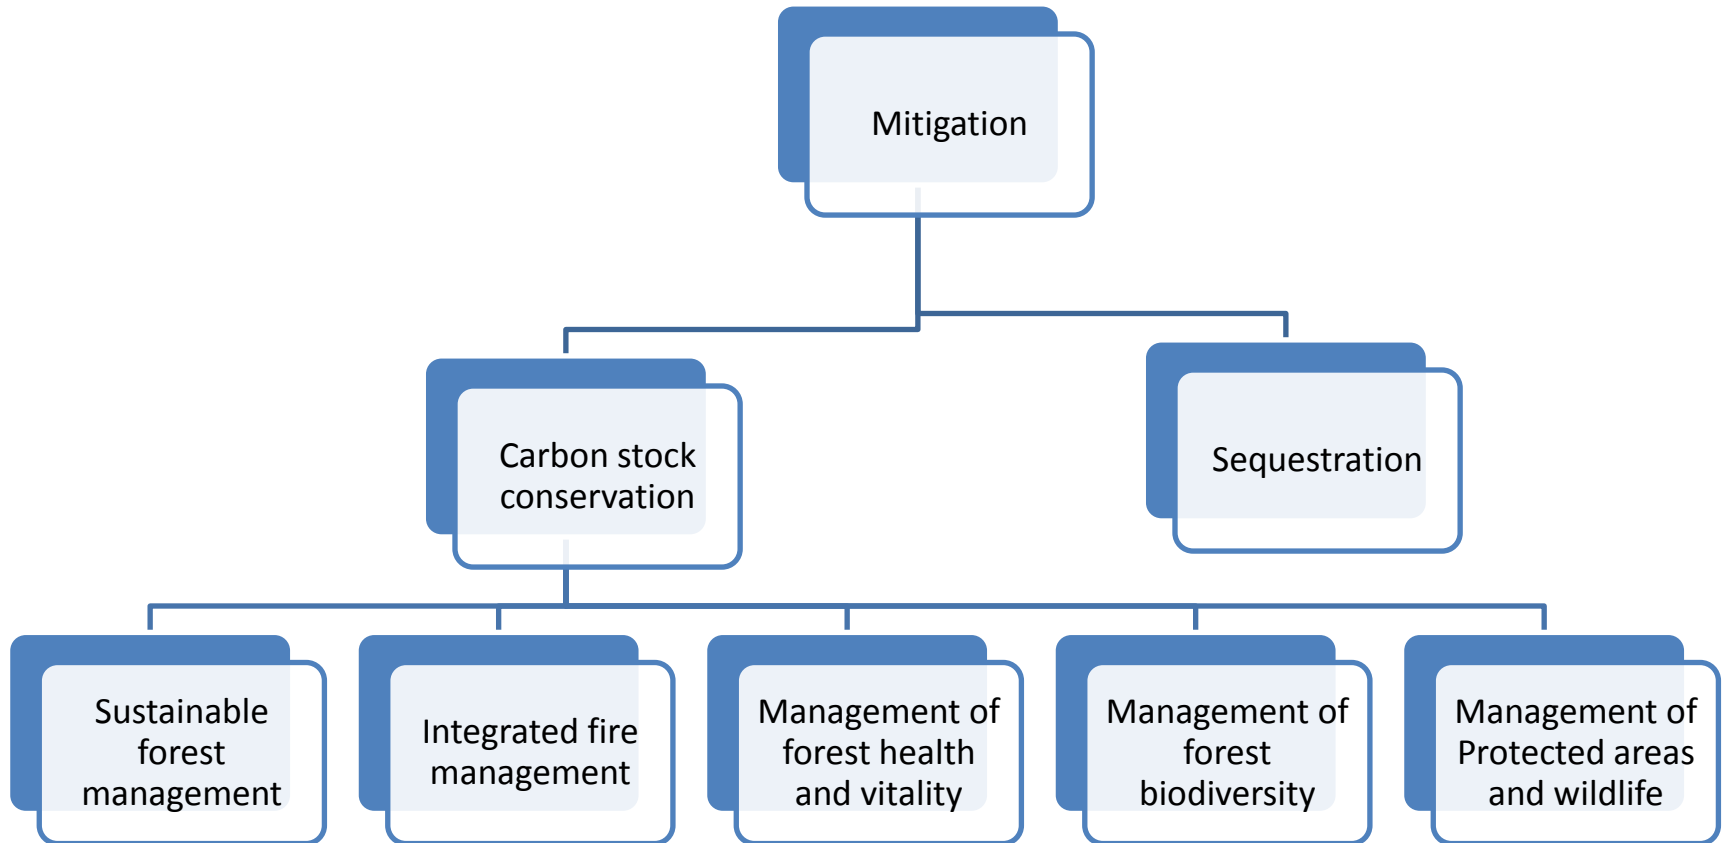 Mitigation
Carbon stock
conservation
Sequestration
Sustainable
forest
management
Integrated fire
management
Management of
forest health
and vitality
Management of
forest
biodiversity
Management of
Protected areas
and wildlife